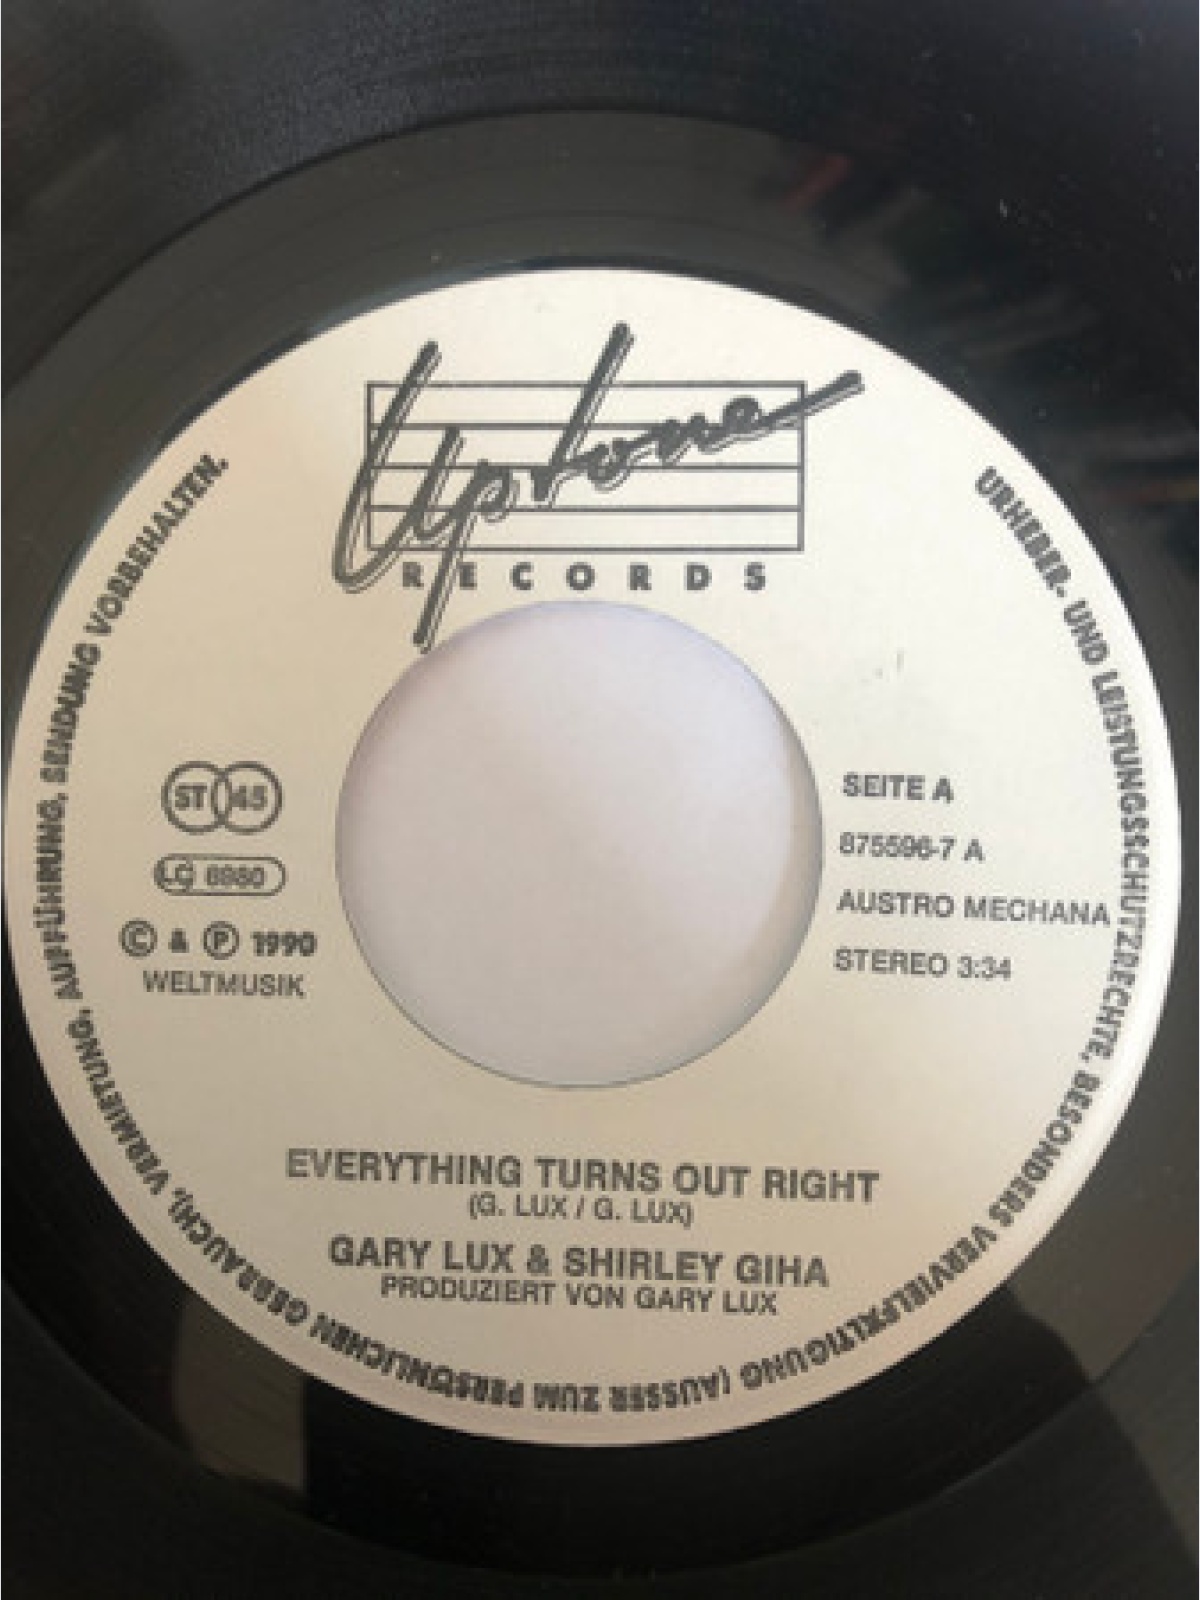 Uptone
RECORDS
URHEBER- UND LEISTUNGSSCHUTZRECHTE, BESONDERS VERVIELFÄLTIGUNG (AUSSER ZUM PERSÖNLICHEN GEBRAUCH), VERMIETUNG, AUFFÜHRUNG, SENDUNG VORBEHALTEN.
ST 45
LC 6980
© & ℗ 1990
WELTMUSIK
SEITE A
875596-7 A
AUSTRO MECHANA
STEREO 3:34
EVERYTHING TURNS OUT RIGHT
(G. LUX / G. LUX)
GARY LUX & SHIRLEY GIHA
PRODUZIERT VON GARY LUX